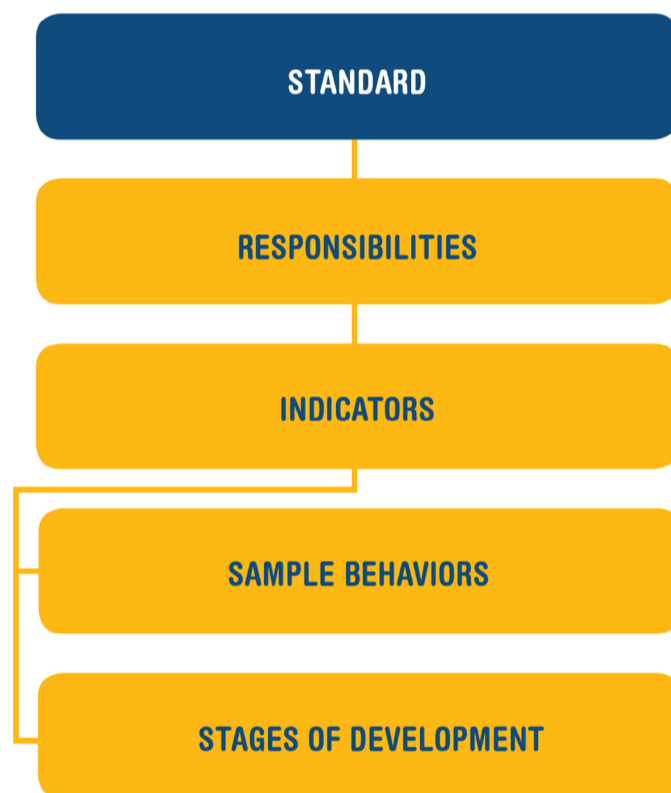 STANDARD
RESPONSIBILITIES
INDICATORS
SAMPLE BEHAVIORS
STAGES OF DEVELOPMENT